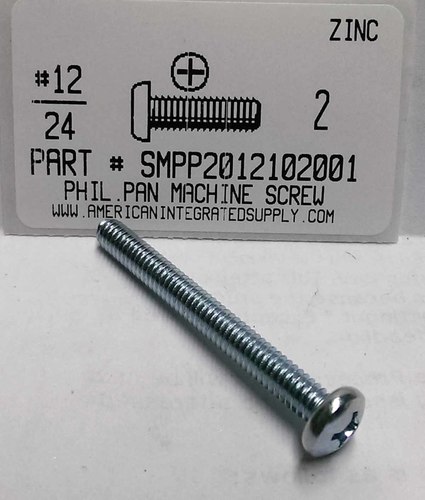 ZINC
#12
24
2
PART # SMPP2012102001
PHIL.PAN MACHINE SCREW
WWW.AMERICANINTEGRATEDSUPPLY.COM